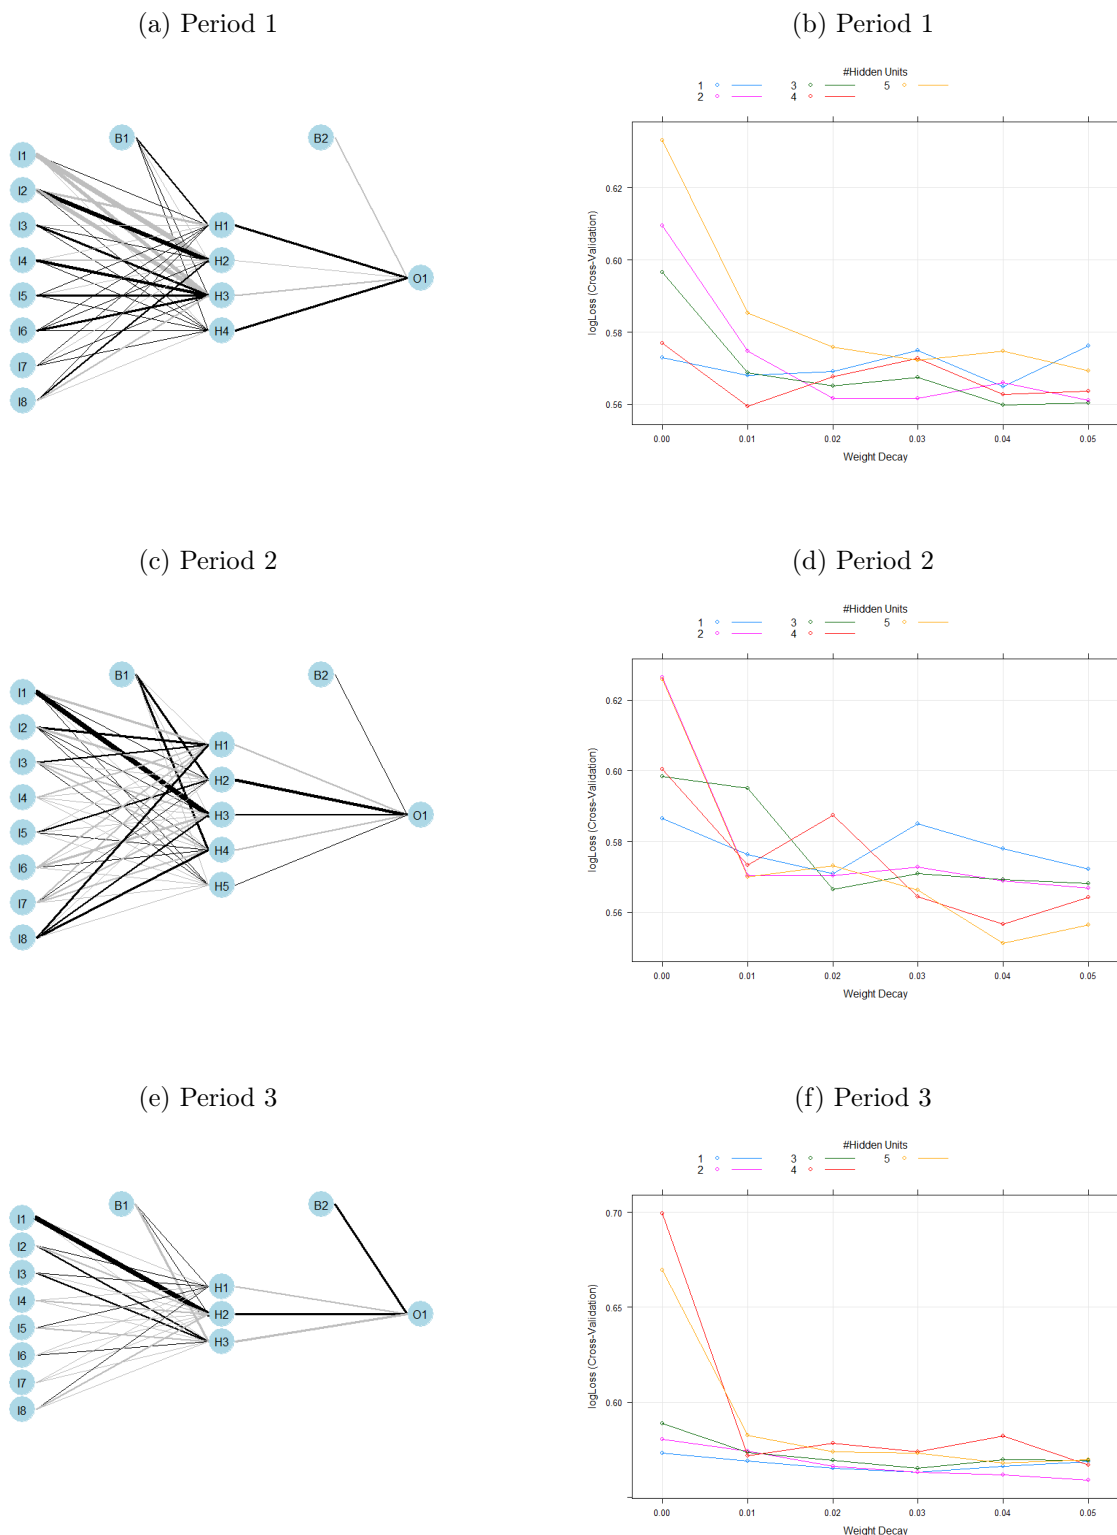 (a) Period 1
(b) Period 1
I1
I2
I3
I4
I5
I6
I7
I8
B1
H1
H2
H3
H4
B2
O1
#Hidden Units
1 3 5
2 4
logLoss (Cross-Validation)
0.62
0.60
0.58
0.56
0.00 0.01 0.02 0.03 0.04 0.05
Weight Decay
(c) Period 2
(d) Period 2
I1
I2
I3
I4
I5
I6
I7
I8
B1
H1
H2
H3
H4
H5
B2
O1
#Hidden Units
1 3 5
2 4
logLoss (Cross-Validation)
0.62
0.60
0.58
0.56
0.00 0.01 0.02 0.03 0.04 0.05
Weight Decay
(e) Period 3
(f) Period 3
I1
I2
I3
I4
I5
I6
I7
I8
B1
H1
H2
H3
B2
O1
#Hidden Units
1 3 5
2 4
logLoss (Cross-Validation)
0.70
0.65
0.60
0.00 0.01 0.02 0.03 0.04 0.05
Weight Decay